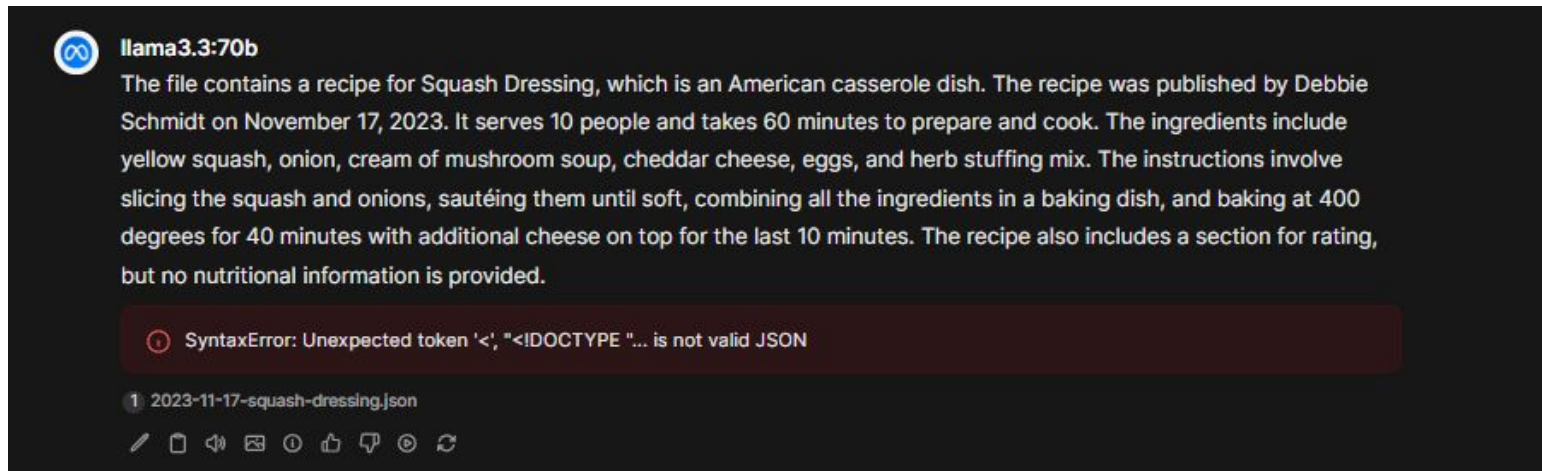 llama3.3:70b
The file contains a recipe for Squash Dressing, which is an American casserole dish. The recipe was published by Debbie
Schmidt on November 17, 2023. It serves 10 people and takes 60 minutes to prepare and cook. The ingredients include
yellow squash, onion, cream of mushroom soup, cheddar cheese, eggs, and herb stuffing mix. The instructions involve
slicing the squash and onions, sautéing them until soft, combining all the ingredients in a baking dish, and baking at 400
degrees for 40 minutes with additional cheese on top for the last 10 minutes. The recipe also includes a section for rating,
but no nutritional information is provided.
SyntaxError: Unexpected token '<', "<!DOCTYPE "... is not valid JSON
1 2023-11-17-squash-dressing.json